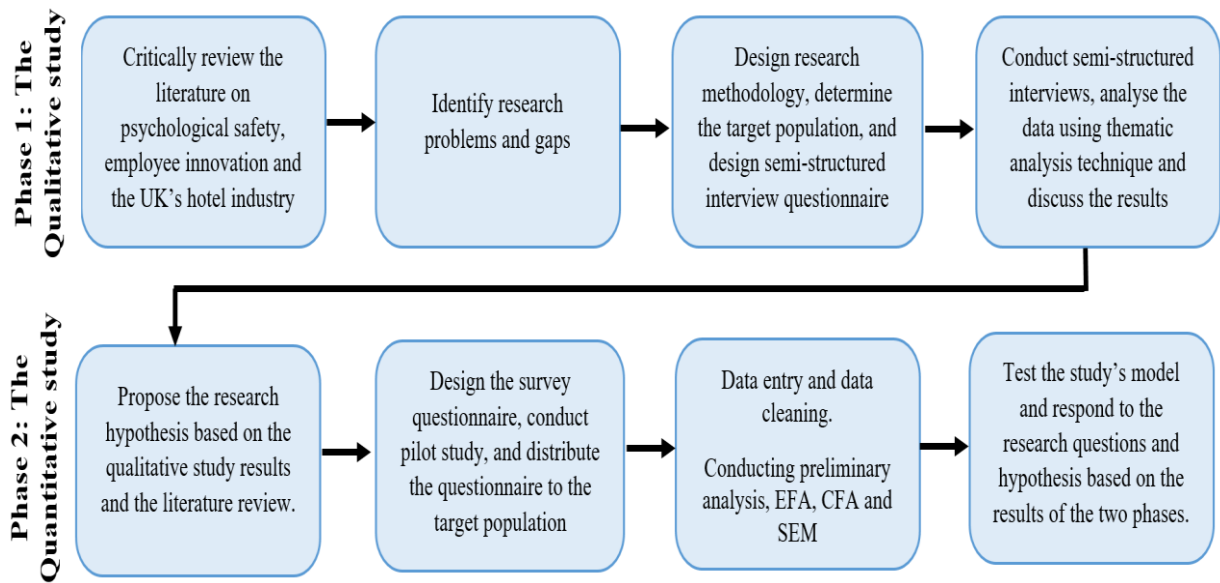 Phase 1: The
Qualitative study
Critically review the
literature on
psychological safety,
employee innovation and
the UK's hotel industry
Identify research
problems and gaps
Design research
methodology, determine
the target population, and
design semi-structured
interview questionnaire
Conduct semi-structured
interviews, analyse the
data using thematic
analysis technique and
discuss the results
Phase 2: The
Quantitative study
Propose the research
hypothesis based on the
qualitative study results
and the literature review.
Design the survey
questionnaire, conduct
pilot study, and distribute
the questionnaire to the
target population
Data entry and data
cleaning.
Conducting preliminary
analysis, EFA, CFA and
SEM
Test the study's model
and respond to the
research questions and
hypothesis based on the
results of the two phases.